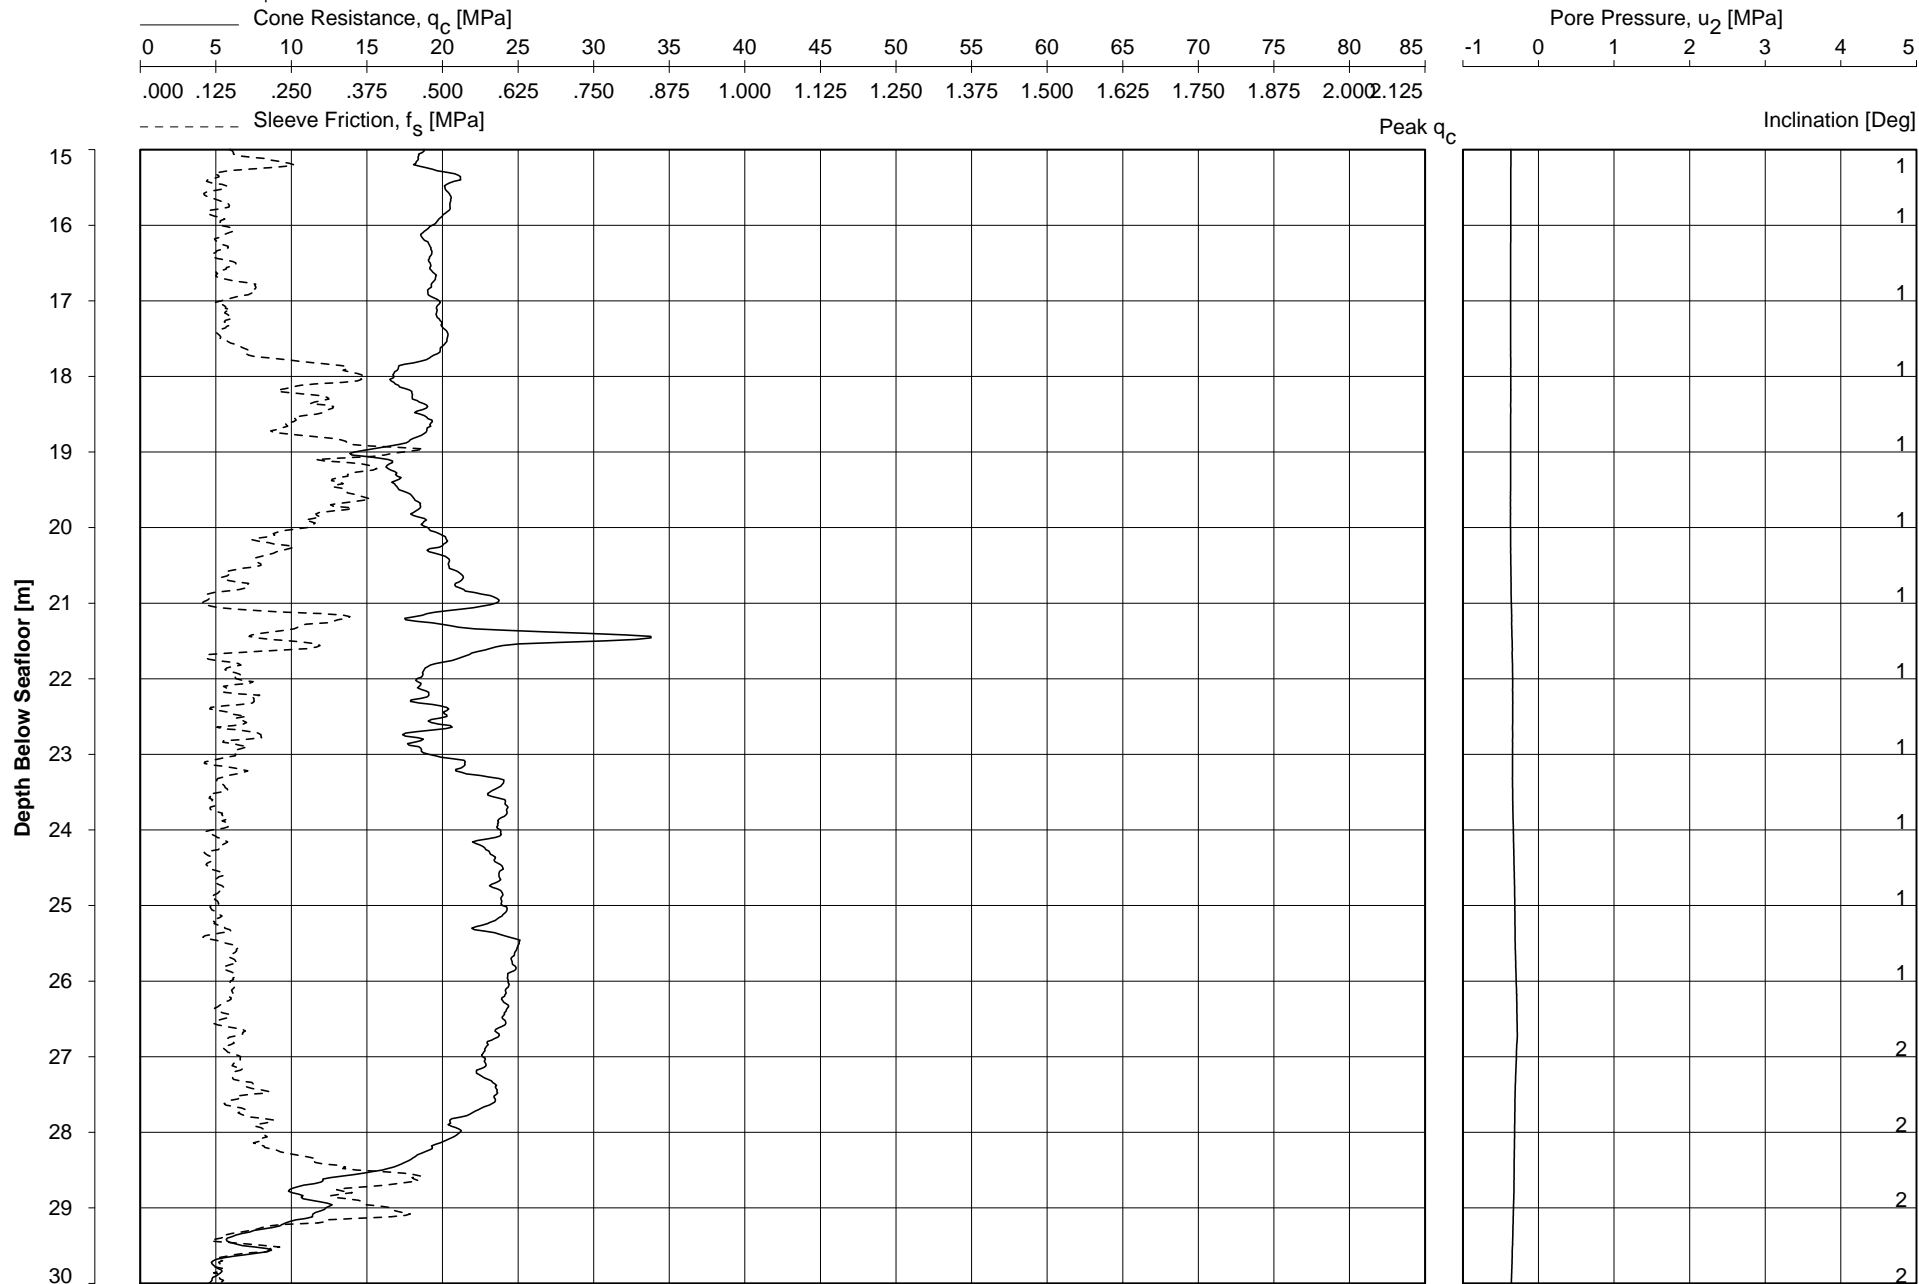 Cone Resistance, qc [MPa]
Pore Pressure, u2 [MPa]
0 5 10 15 20 25 30 35 40 45 50 55 60 65 70 75 80 85
-1 0 1 2 3 4 5
.000 .125 .250 .375 .500 .625 .750 .875 1.000 1.125 1.250 1.375 1.500 1.625 1.750 1.875 2.000 2.125
Sleeve Friction, fs [MPa]
Peak qc
Inclination [Deg]
15 1
16 1
17 1
18 1
19 1
20 1
21 1
22 1
23 1
24 1
25 1
26 1
27 2
28 2
29 2
30 2
Depth Below Seafloor [m]